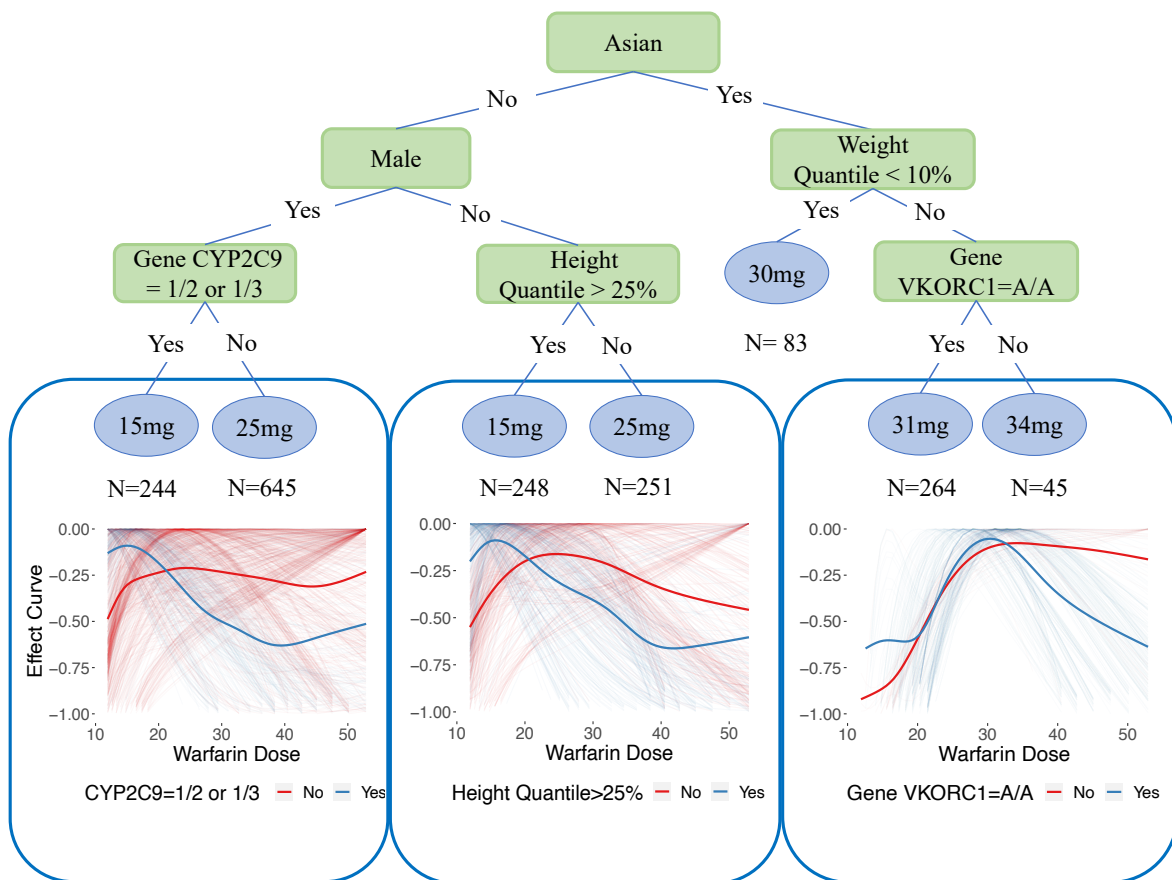 Asian
No
Yes
Male
Weight
Quantile < 10%
Yes
No
Yes
No
Gene CYP2C9
= 1/2 or 1/3
Height
Quantile > 25%
30mg
Gene
VKORC1=A/A
Yes
No
Yes
No
N= 83
Yes
No
15mg
25mg
15mg
25mg
31mg
34mg
N=244
N=645
N=248
N=251
N=264
N=45
Effect Curve
0.00
−0.25
−0.50
−0.75
−1.00
10
20
30
40
50
Warfarin Dose
CYP2C9=1/2 or 1/3
No
Yes
0.00
−0.25
−0.50
−0.75
−1.00
10
20
30
40
50
Warfarin Dose
Height Quantile>25%
No
Yes
0.00
−0.25
−0.50
−0.75
−1.00
10
20
30
40
50
Warfarin Dose
Gene VKORC1=A/A
No
Yes